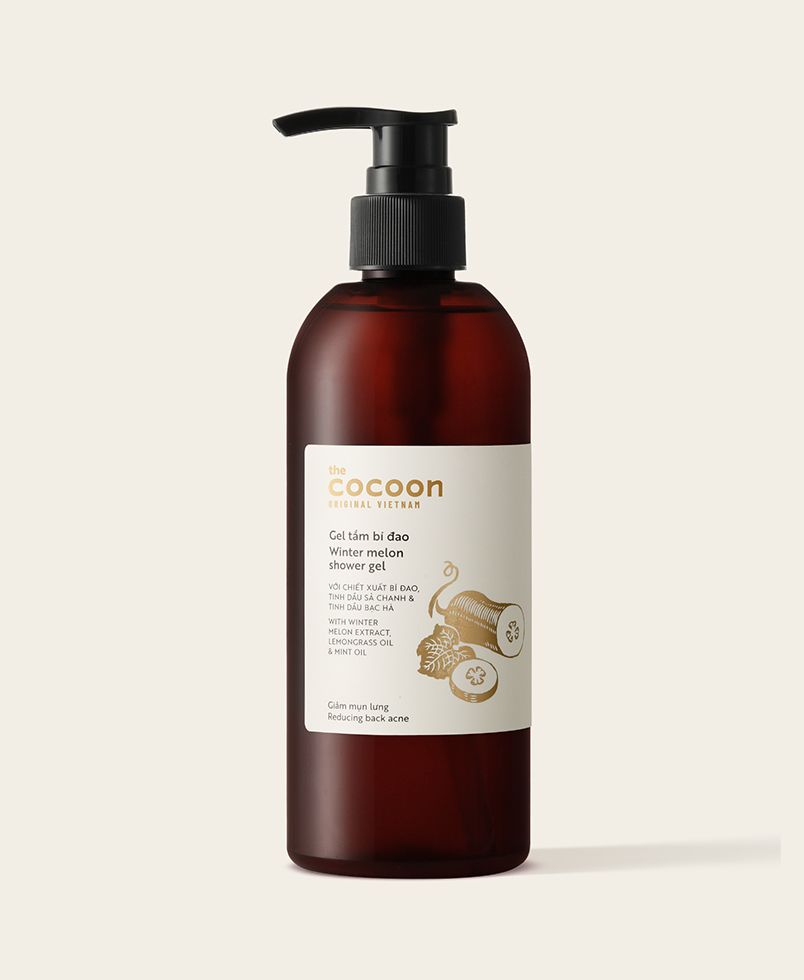 the
cocoon
ORIGINAL VIETNAM
Gel tắm bí đao
Winter melon
shower gel
VỚI CHIẾT XUẤT BÍ ĐAO,
TINH DẦU SẢ CHANH &
TINH DẦU BẠC HÀ
WITH WINTER
MELON EXTRACT,
LEMONGRASS OIL
& MINT OIL
Giảm mụn lưng
Reducing back acne